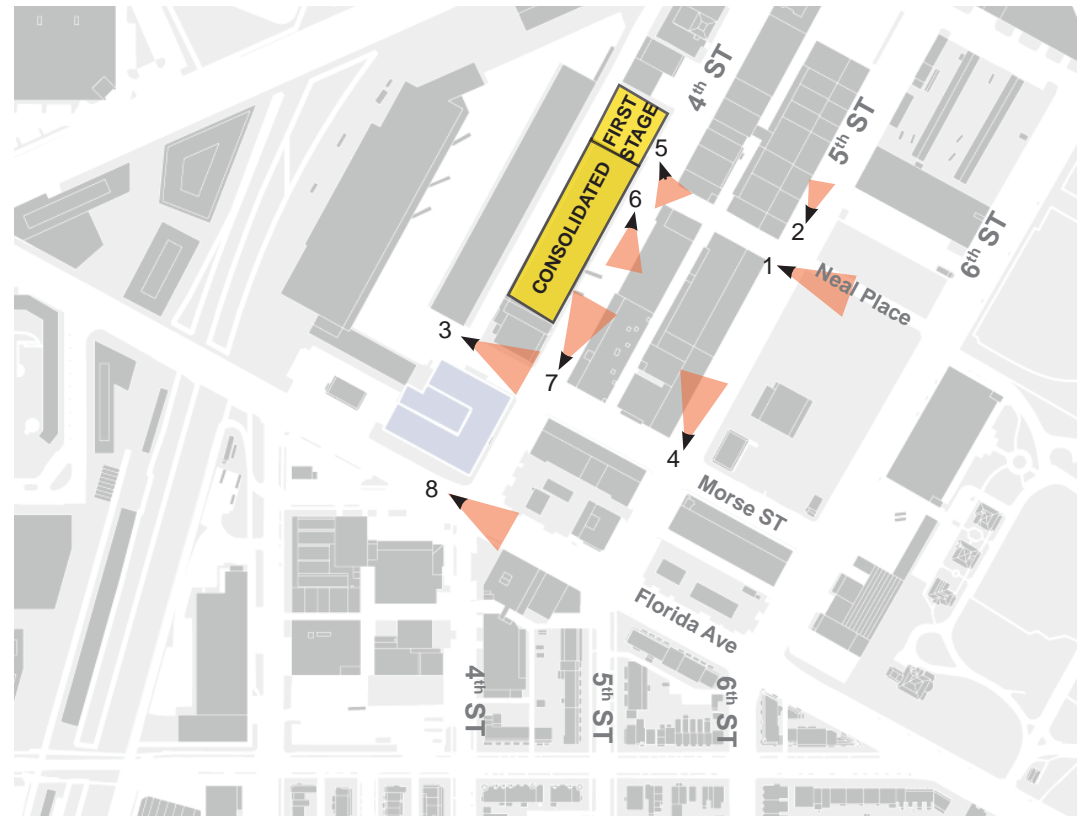 4th ST
FIRST
STAGE
5th ST
5
CONSOLIDATED
6
2
6th ST
1
Neal Place
3
7
4
8
Morse ST
Florida Ave
4th ST
5th ST
6th ST